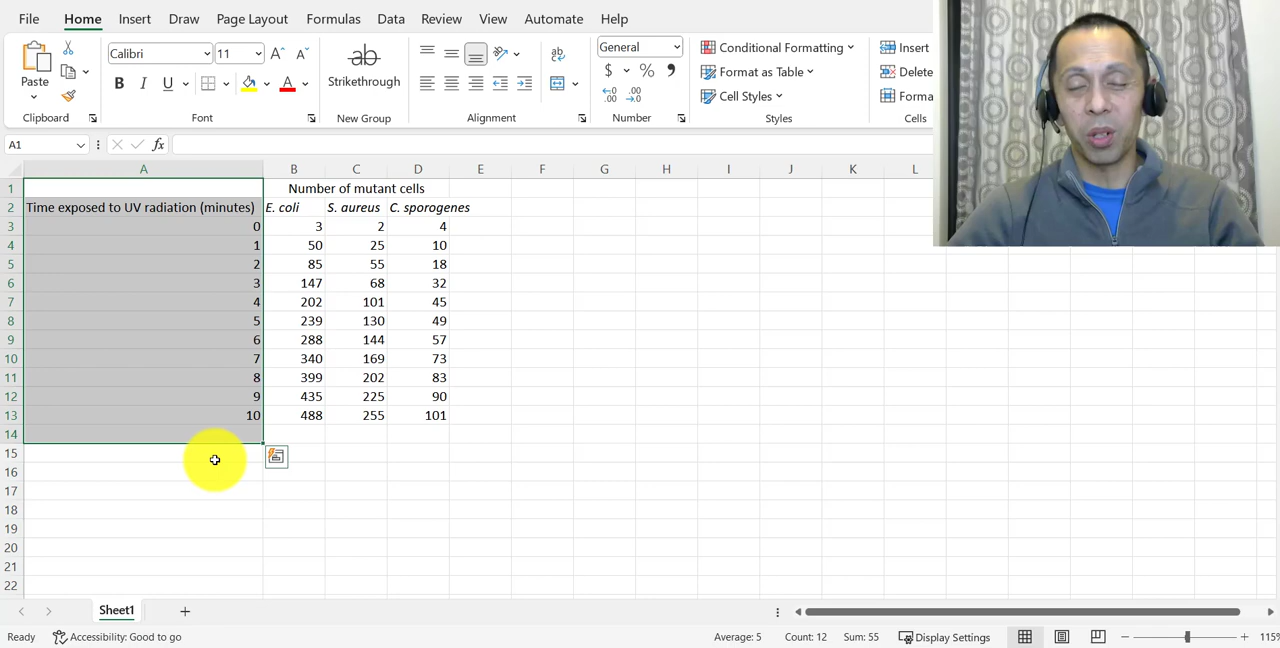 File Home Insert Draw Page Layout Formulas Data Review View Automate Help
Paste
Clipboard
Calibri 11
B I U
Font
ab
Strikethrough
New Group
Alignment
General
$ %
Number
Conditional Formatting
Format as Table
Cell Styles
Styles
Insert
Delete
Forma
Cells
A1 fx
A B C D E F G H I J K L
1 Number of mutant cells
2 Time exposed to UV radiation (minutes) E. coli S. aureus C. sporogenes
3 0 3 2 4
4 1 50 25 10
5 2 85 55 18
6 3 147 68 32
7 4 202 101 45
8 5 239 130 49
9 6 288 144 57
10 7 340 169 73
11 8 399 202 83
12 9 435 225 90
13 10 488 255 101
14
15
16
17
18
19
20
21
22
Sheet1
Ready Accessibility: Good to go Average: 5 Count: 12 Sum: 55 Display Settings 115%